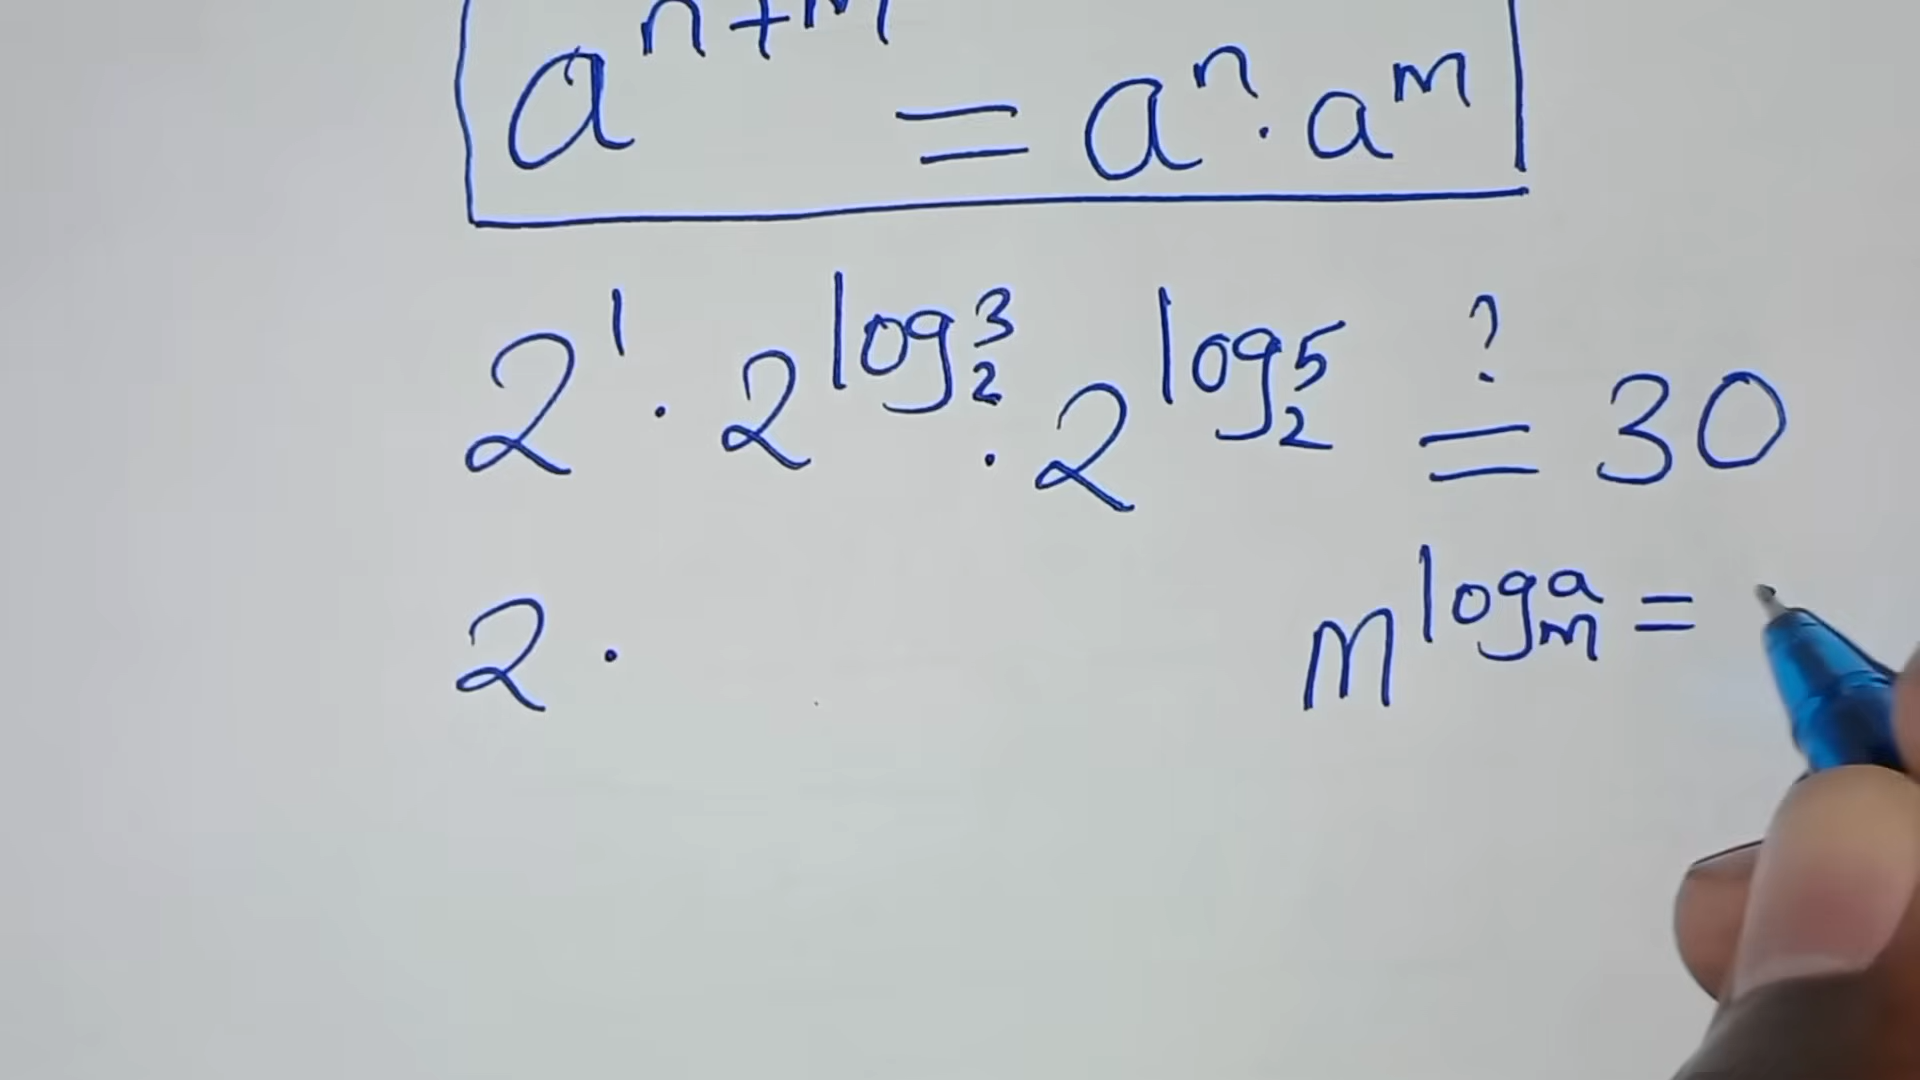 a^{n+m} = a^n · a^m
2^1 · 2^{log_2 3} · 2^{log_2 5} ?= 30
2 · m^{log_m a} =